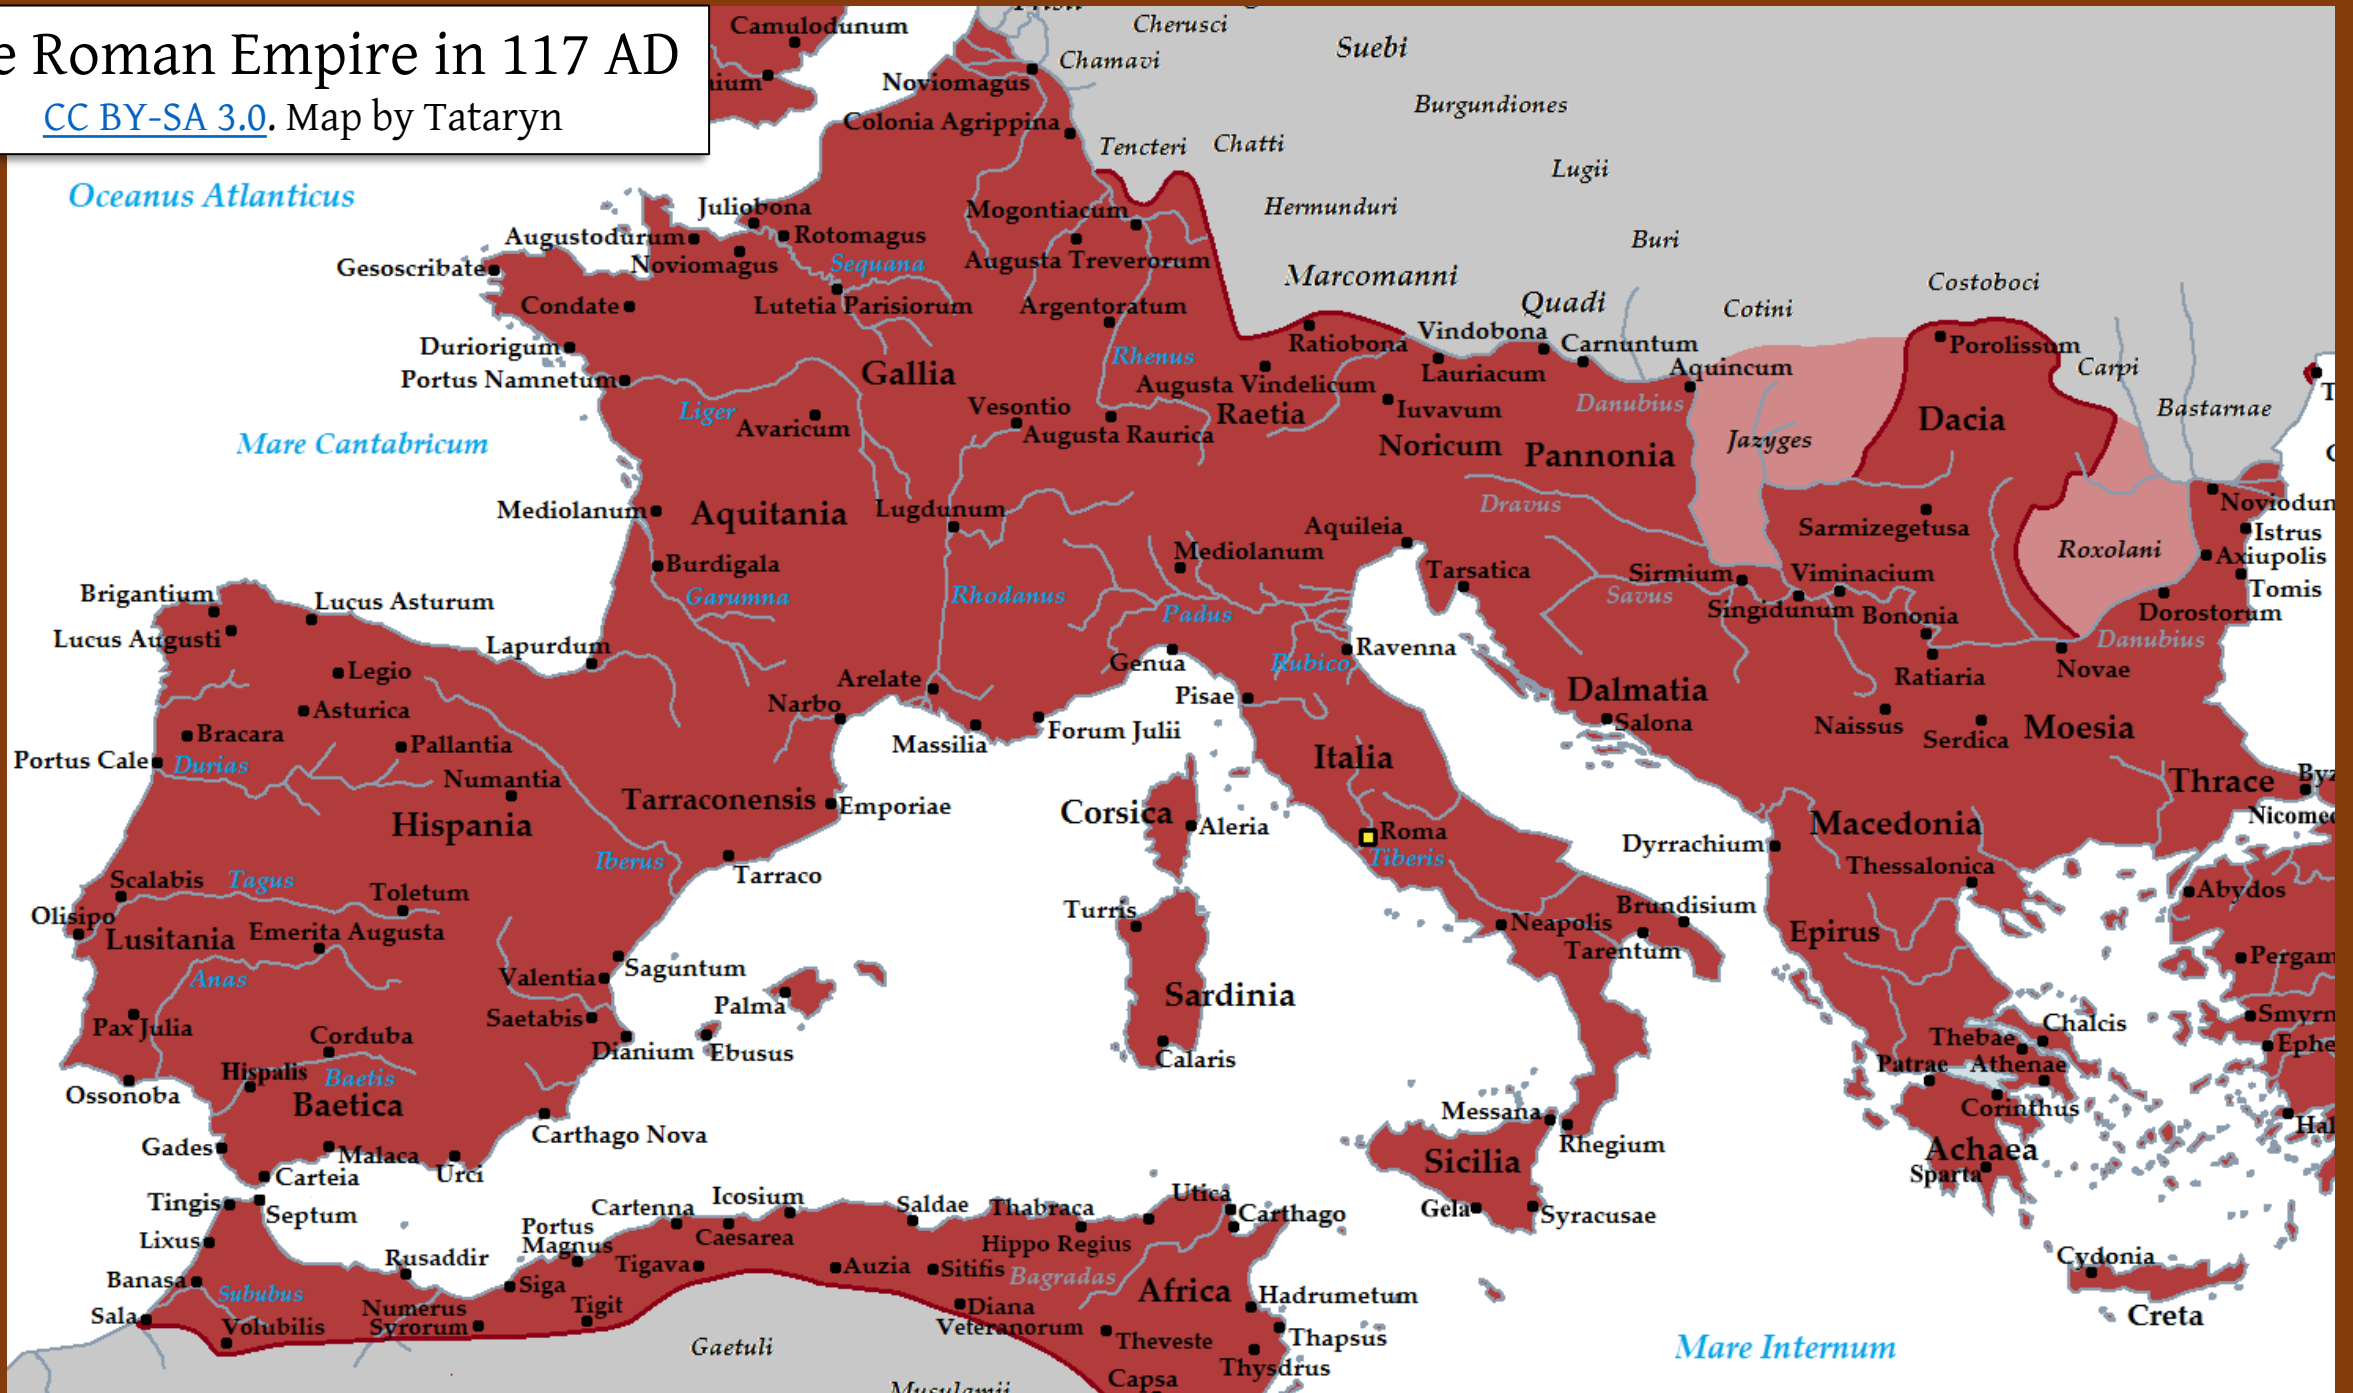 e Roman Empire in 117 AD
CC BY-SA 3.0. Map by Tataryn
Camulodunum
nium
Cherusci
Suebi
Chamavi
Noviomagus
Burgundiones
Colonia Agrippina
Tencteri
Chatti
Lugii
Oceanus Atlanticus
Juliobona
Mogontiacum
Hermunduri
Augustodurum
Rotomagus
Buri
Noviomagus
Sequana
Augusta Treverorum
Gesoscribate
Marcomanni
Costoboci
Condate
Lutetia Parisiorum
Argentoratum
Quadi
Cotini
Duriorigum
Rhenus
Ratiobona
Vindobona
Carnuntum
Porolissum
Portus Namnetum
Gallia
Augusta Vindelicum
Lauriacum
Aquincum
Carpi
Liger
Avaricum
Vesontio
Augusta Raurica
Raetia
Iuvavum
Danubius
Dacia
Bastarnae
Mare Cantabricum
Noricum
Pannonia
Jazyges
Mediolanum
Aquitania
Lugdunum
Dravus
Noviodun
Aquileia
Sarmizegetusa
Istrus
Burdigala
Mediolanum
Roxolani
Axiupolis
Brigantium
Lucus Asturum
Garumna
Rhodanus
Padus
Tarsatica
Sirmium
Savus
Viminacium
Tomis
Lucus Augusti
Singidunum
Bononia
Dorostorum
Lapurdum
Genua
Rubico
Ravenna
Danubius
Legio
Arelate
Ratiaria
Novae
Asturica
Narbo
Pisae
Dalmatia
Bracara
Pallantia
Massilia
Forum Julii
Salona
Naissus
Serdica
Moesia
Portus Cale
Durias
Numantia
Italia
Thrace
Byz
Tarraconensis
Emporiae
Corsica
Aleria
Nicomed
Hispania
Roma
Tiberis
Macedonia
Dyrrachium
Iberus
Tarraco
Thessalonica
Scalabis
Tagus
Toletum
Abydos
Olisipo
Turris
Neapolis
Brundisium
Lusitania
Emerita Augusta
Tarentum
Epirus
Anas
Valentia
Saguntum
Pergam
Palma
Sardinia
Saetabis
Smyrn
Pax Julia
Corduba
Dianium
Ebusus
Calaris
Chalcis
Thebae
Ephe
Hispalis
Baetis
Patrae
Athenae
Ossonoba
Baetica
Messana
Corinthus
Carthago Nova
Hal
Gades
Malaca
Rhegium
Achaea
Carteia
Urci
Sicilia
Sparta
Tingis
Septum
Cartenna
Icosium
Saldae
Thabraca
Utica
Carthago
Gela
Syracusae
Lixus
Portus
Magnus
Caesarea
Hippo Regius
Rusaddir
Cydonia
Banasa
Sububus
Siga
Tigava
Auzia
Sitifis
Bagradas
Africa
Hadrumetum
Sala
Numerus
Syrorum
Tigit
Diana
Veteranorum
Creta
Volubilis
Theveste
Thapsus
Gaetuli
Thysdrus
Mare Internum
Musulamii
Capsa